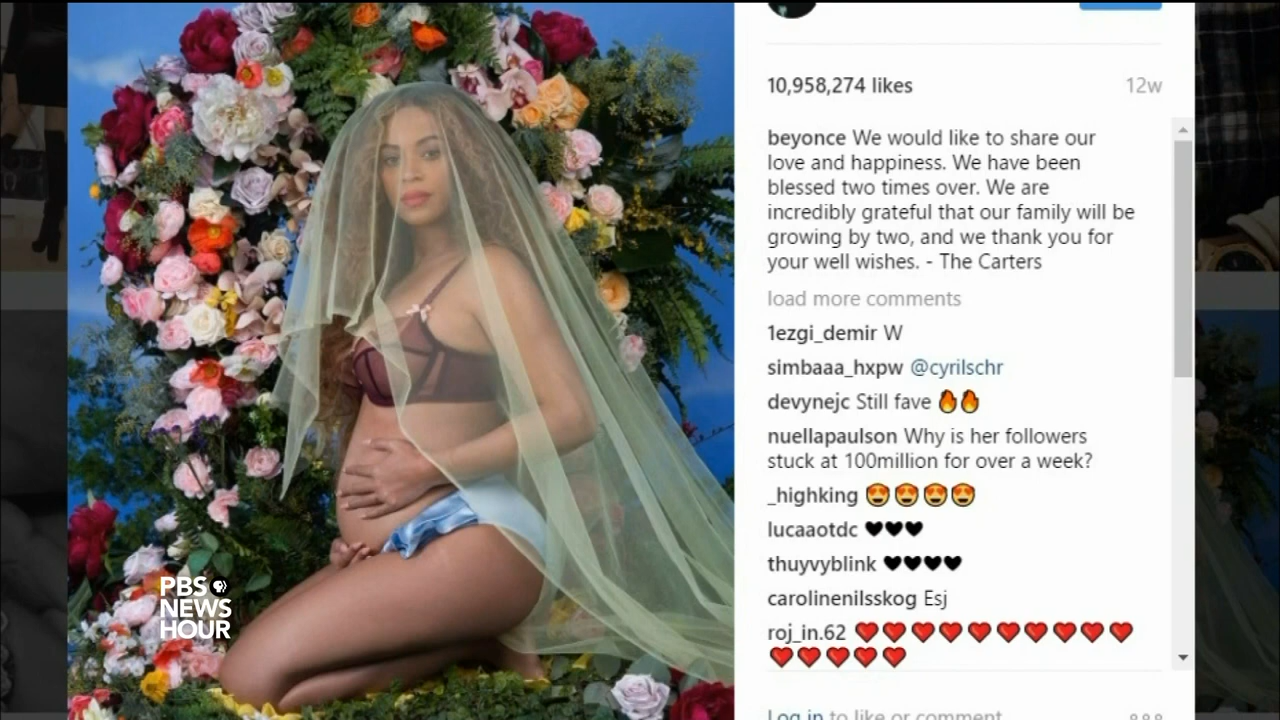 10,958,274 likes 12w
beyonce We would like to share our
love and happiness. We have been
blessed two times over. We are
incredibly grateful that our family will be
growing by two, and we thank you for
your well wishes. - The Carters
load more comments
1ezgi_demir W
simbaaa_hxpw @cyrilschr
devynejc Still fave 🔥🔥
nuellapaulson Why is her followers
stuck at 100million for over a week?
_highking 😍😍😍😍
lucaaotdc 🖤🖤🖤
thuyvyblink 🖤🖤🖤🖤
carolinenilsskog Esj
roj_in.62 ❤❤❤❤❤❤❤❤❤❤
❤❤❤❤❤
Log in to like or comment.
PBS
NEWS
HOUR